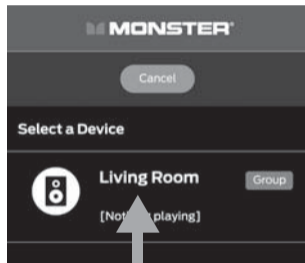 MONSTER
Cancel
Select a Device
Living Room
Group
[Not playing]